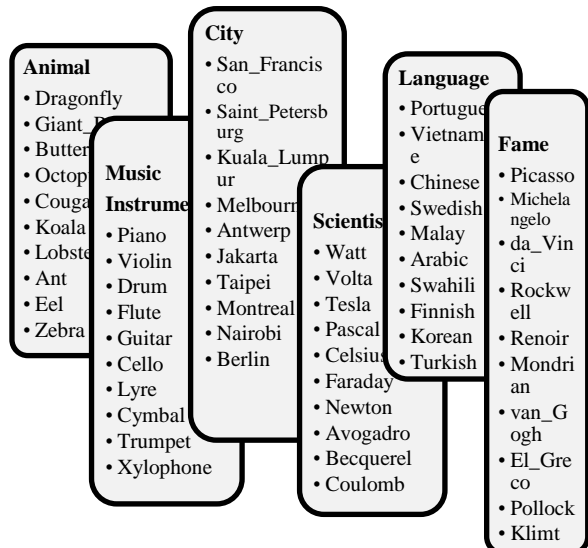 Animal
• Dragonfly
• Giant_
• Butter
• Octop
• Couga
• Koala
• Lobste
• Ant
• Eel
• Zebra
Music
Instrume
• Piano
• Violin
• Drum
• Flute
• Guitar
• Cello
• Lyre
• Cymbal
• Trumpet
• Xylophone
City
• San_Francis
co
• Saint_Petersb
urg
• Kuala_Lump
ur
• Melbourn
• Antwerp
• Jakarta
• Taipei
• Montreal
• Nairobi
• Berlin
Scientis
• Watt
• Volta
• Tesla
• Pascal
• Celsius
• Faraday
• Newton
• Avogadro
• Becquerel
• Coulomb
Language
• Portugue
• Vietnam
e
• Chinese
• Swedish
• Malay
• Arabic
• Swahili
• Finnish
• Korean
• Turkish
Fame
• Picasso
• Michela
ngelo
• da_Vin
ci
• Rockw
ell
• Renoir
• Mondri
an
• van_G
ogh
• El_Gre
co
• Pollock
• Klimt